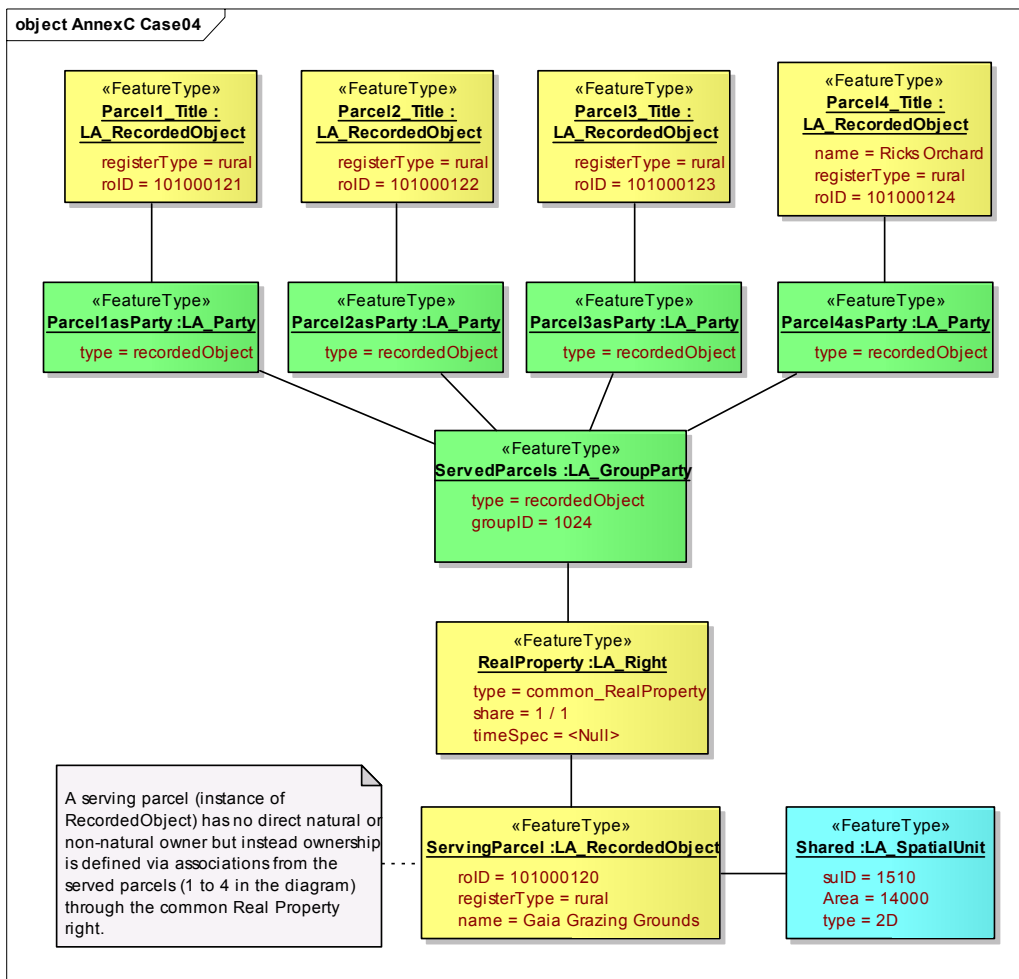 object AnnexC Case04
«FeatureType»
Parcel1_Title :
LA_RecordedObject
registerType = rural
roID = 101000121
«FeatureType»
Parcel2_Title :
LA_RecordedObject
registerType = rural
roID = 101000122
«FeatureType»
Parcel3_Title :
LA_RecordedObject
registerType = rural
roID = 101000123
«FeatureType»
Parcel4_Title :
LA_RecordedObject
name = Ricks Orchard
registerType = rural
roID = 101000124
«FeatureType»
Parcel1asParty :LA_Party
type = recordedObject
«FeatureType»
Parcel2asParty :LA_Party
type = recordedObject
«FeatureType»
Parcel3asParty :LA_Party
type = recordedObject
«FeatureType»
Parcel4asParty :LA_Party
type = recordedObject
«FeatureType»
ServedParcels :LA_GroupParty
type = recordedObject
groupID = 1024
«FeatureType»
RealProperty :LA_Right
type = common_RealProperty
share = 1 / 1
timeSpec = <Null>
A serving parcel (instance of
RecordedObject) has no direct natural or
non-natural owner but instead ownership
is defined via associations from the
served parcels (1 to 4 in the diagram)
through the common Real Property
right.
«FeatureType»
ServingParcel :LA_RecordedObject
roID = 101000120
registerType = rural
name = Gaia Grazing Grounds
«FeatureType»
Shared :LA_SpatialUnit
suID = 1510
Area = 14000
type = 2D